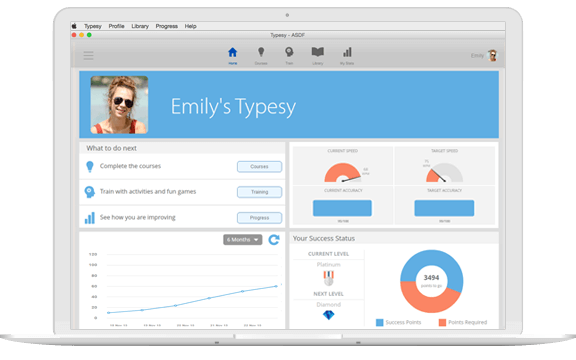 Typesy Profile Library Progress Help
Typesy - ASDF
Home Courses Train Library My Stats
Emily
Emily's Typesy
What to do next
Complete the courses
Courses
Train with activities and fun games
Training
See how you are improving
Progress
CURRENT SPEED
TARGET SPEED
CURRENT ACCURACY
TARGET ACCURACY
6 Months
120
100
80
60
40
20
0
Your Success Status
CURRENT LEVEL
Platinum
NEXT LEVEL
Diamond
3494
points to go
Success Points
Points Required